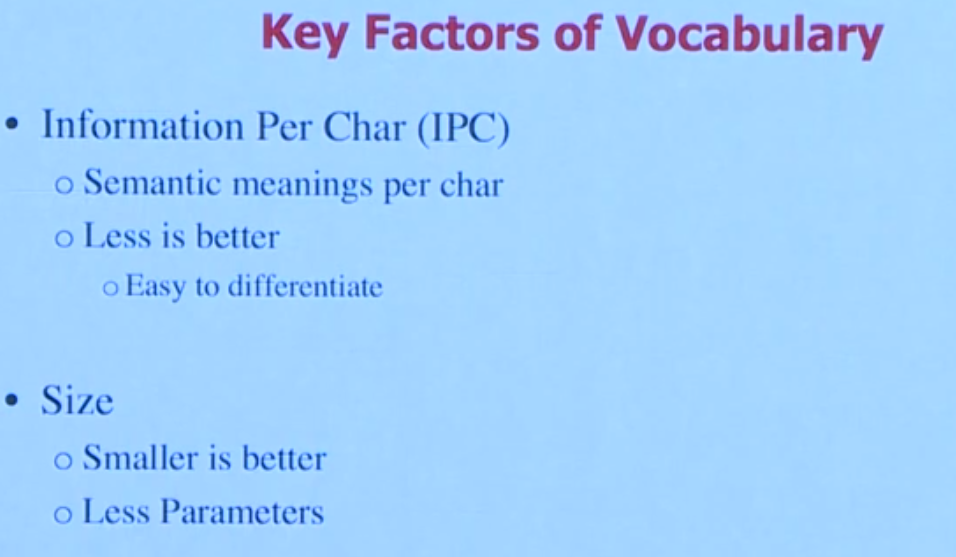 Key Factors of Vocabulary
• Information Per Char (IPC)
o Semantic meanings per char
o Less is better
o Easy to differentiate
• Size
o Smaller is better
o Less Parameters